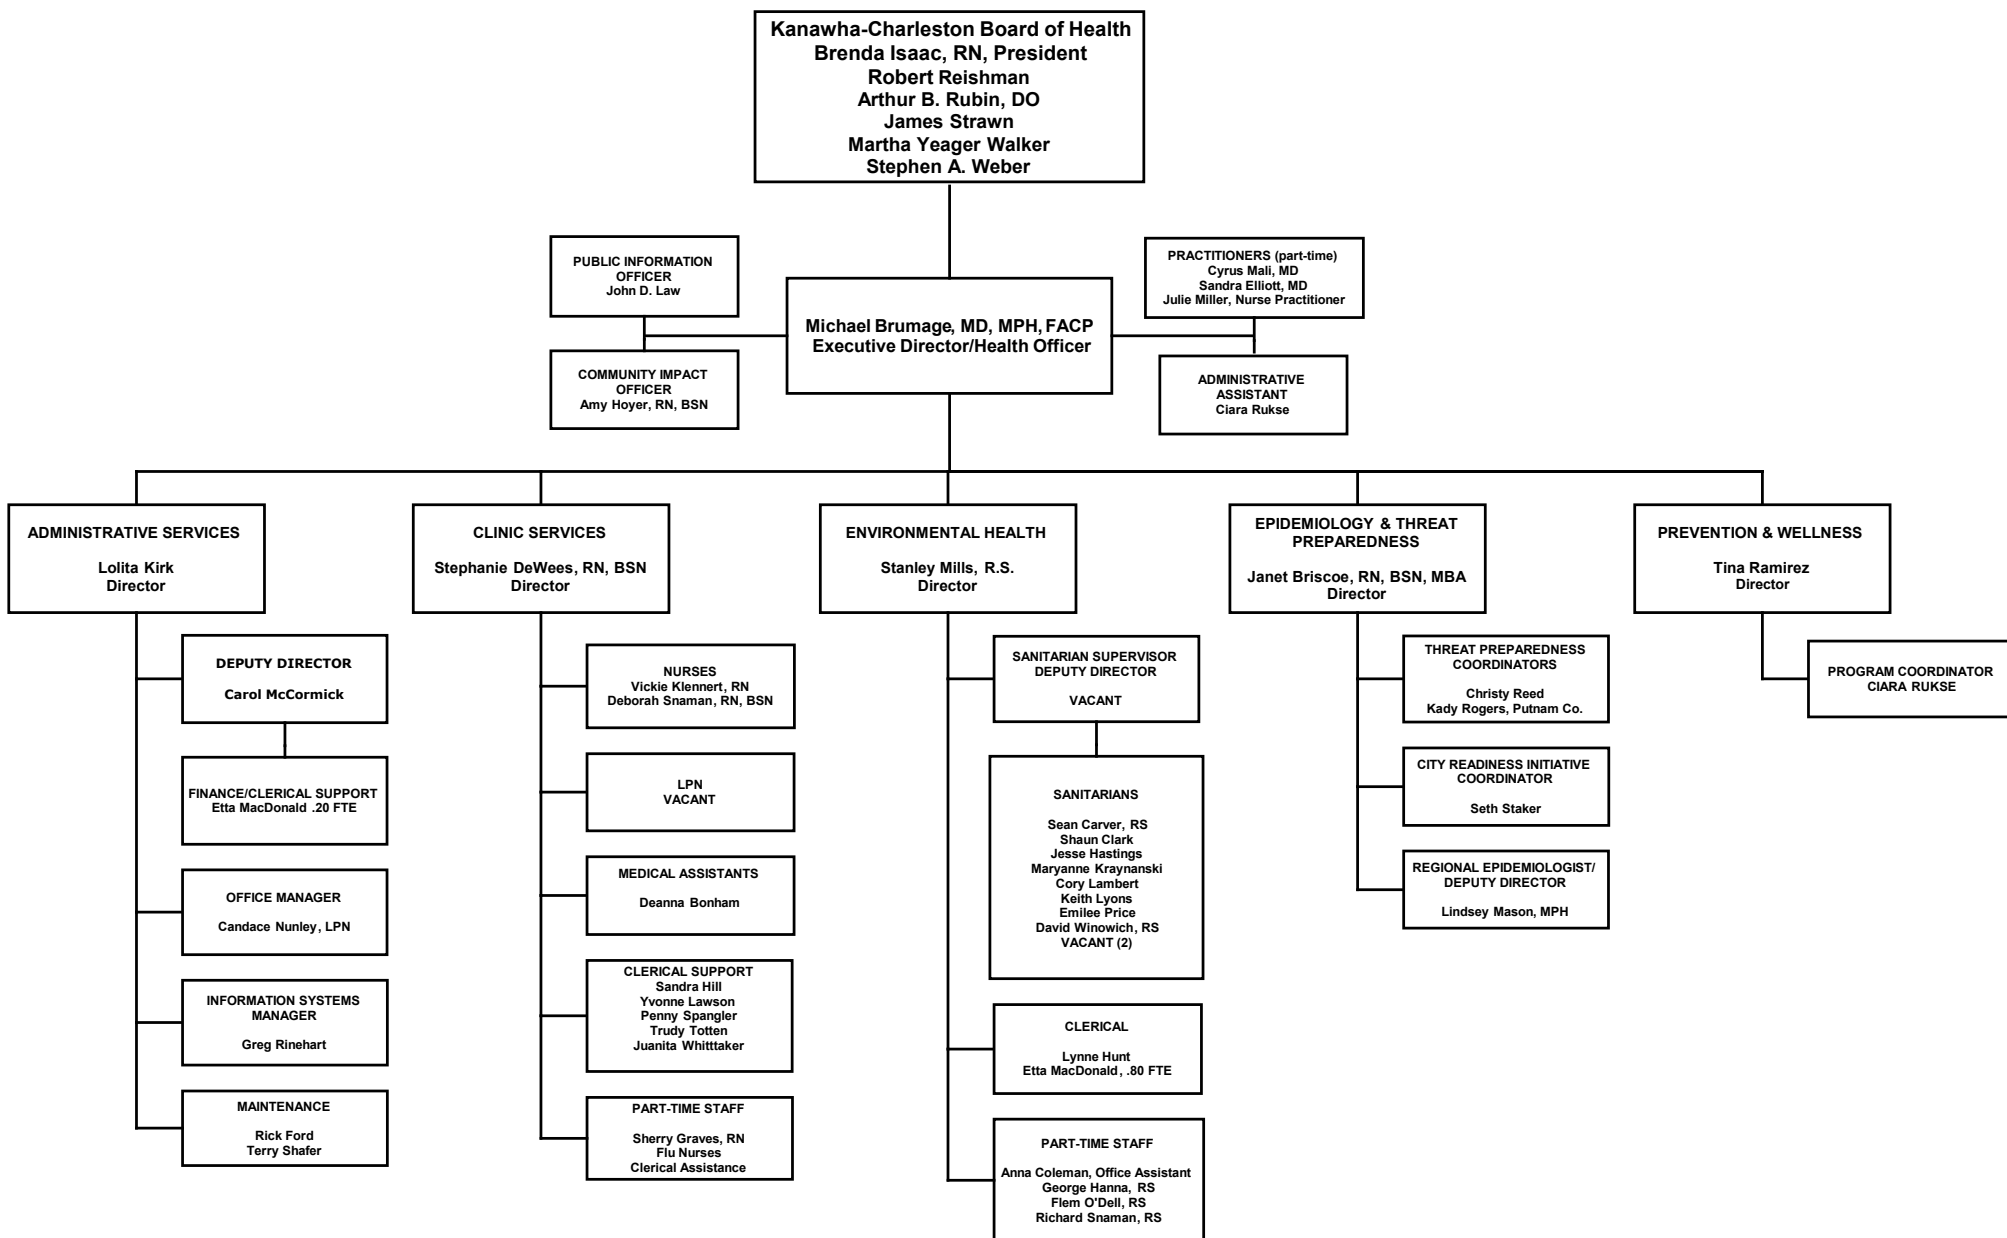 Kanawha-Charleston Board of Health
Brenda Isaac, RN, President
Robert Reishman
Arthur B. Rubin, DO
James Strawn
Martha Yeager Walker
Stephen A. Weber
PUBLIC INFORMATION
OFFICER
John D. Law
PRACTITIONERS (part-time)
Cyrus Mali, MD
Sandra Elliott, MD
Julie Miller, Nurse Practitioner
Michael Brumage, MD, MPH, FACP
Executive Director/Health Officer
COMMUNITY IMPACT
OFFICER
Amy Hoyer, RN, BSN
ADMINISTRATIVE
ASSISTANT
Ciara Rukse
ADMINISTRATIVE SERVICES
Lolita Kirk
Director
DEPUTY DIRECTOR
Carol McCormick
FINANCE/CLERICAL SUPPORT
Etta MacDonald .20 FTE
OFFICE MANAGER
Candace Nunley, LPN
INFORMATION SYSTEMS
MANAGER
Greg Rinehart
MAINTENANCE
Rick Ford
Terry Shafer
CLINIC SERVICES
Stephanie DeWees, RN, BSN
Director
NURSES
Vickie Klennert, RN
Deborah Snaman, RN, BSN
LPN
VACANT
MEDICAL ASSISTANTS
Deanna Bonham
CLERICAL SUPPORT
Sandra Hill
Yvonne Lawson
Penny Spangler
Trudy Totten
Juanita Whitttaker
PART-TIME STAFF
Sherry Graves, RN
Flu Nurses
Clerical Assistance
ENVIRONMENTAL HEALTH
Stanley Mills, R.S.
Director
SANITARIAN SUPERVISOR
DEPUTY DIRECTOR
VACANT
SANITARIANS
Sean Carver, RS
Shaun Clark
Jesse Hastings
Maryanne Kraynanski
Cory Lambert
Keith Lyons
Emilee Price
David Winowich, RS
VACANT (2)
CLERICAL
Lynne Hunt
Etta MacDonald, .80 FTE
PART-TIME STAFF
Anna Coleman, Office Assistant
George Hanna, RS
Flem O'Dell, RS
Richard Snaman, RS
EPIDEMIOLOGY & THREAT
PREPAREDNESS
Janet Briscoe, RN, BSN, MBA
Director
THREAT PREPAREDNESS
COORDINATORS
Christy Reed
Kady Rogers, Putnam Co.
CITY READINESS INITIATIVE
COORDINATOR
Seth Staker
REGIONAL EPIDEMIOLOGIST/
DEPUTY DIRECTOR
Lindsey Mason, MPH
PREVENTION & WELLNESS
Tina Ramirez
Director
PROGRAM COORDINATOR
CIARA RUKSE